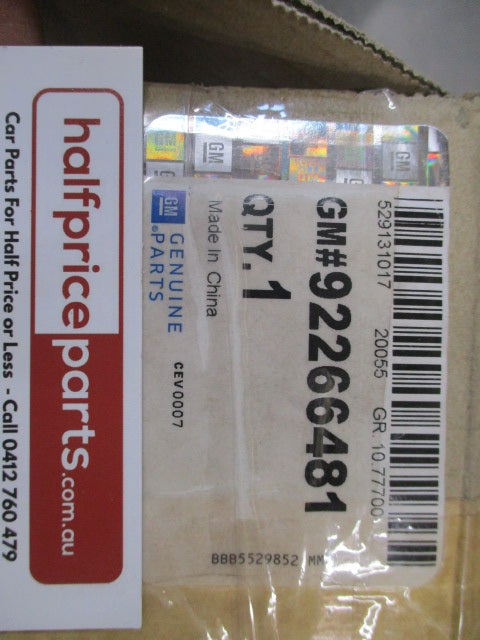 halfpriceparts.com.au
Car Parts For Half Price or Less - Call 0412 760 479
GM
GM
529131017 20055 GR. 10.77700
GM#92266481
QTY. 1
Made In China
GM GENUINE
PARTS
CEV0007
BBB5529852 MM